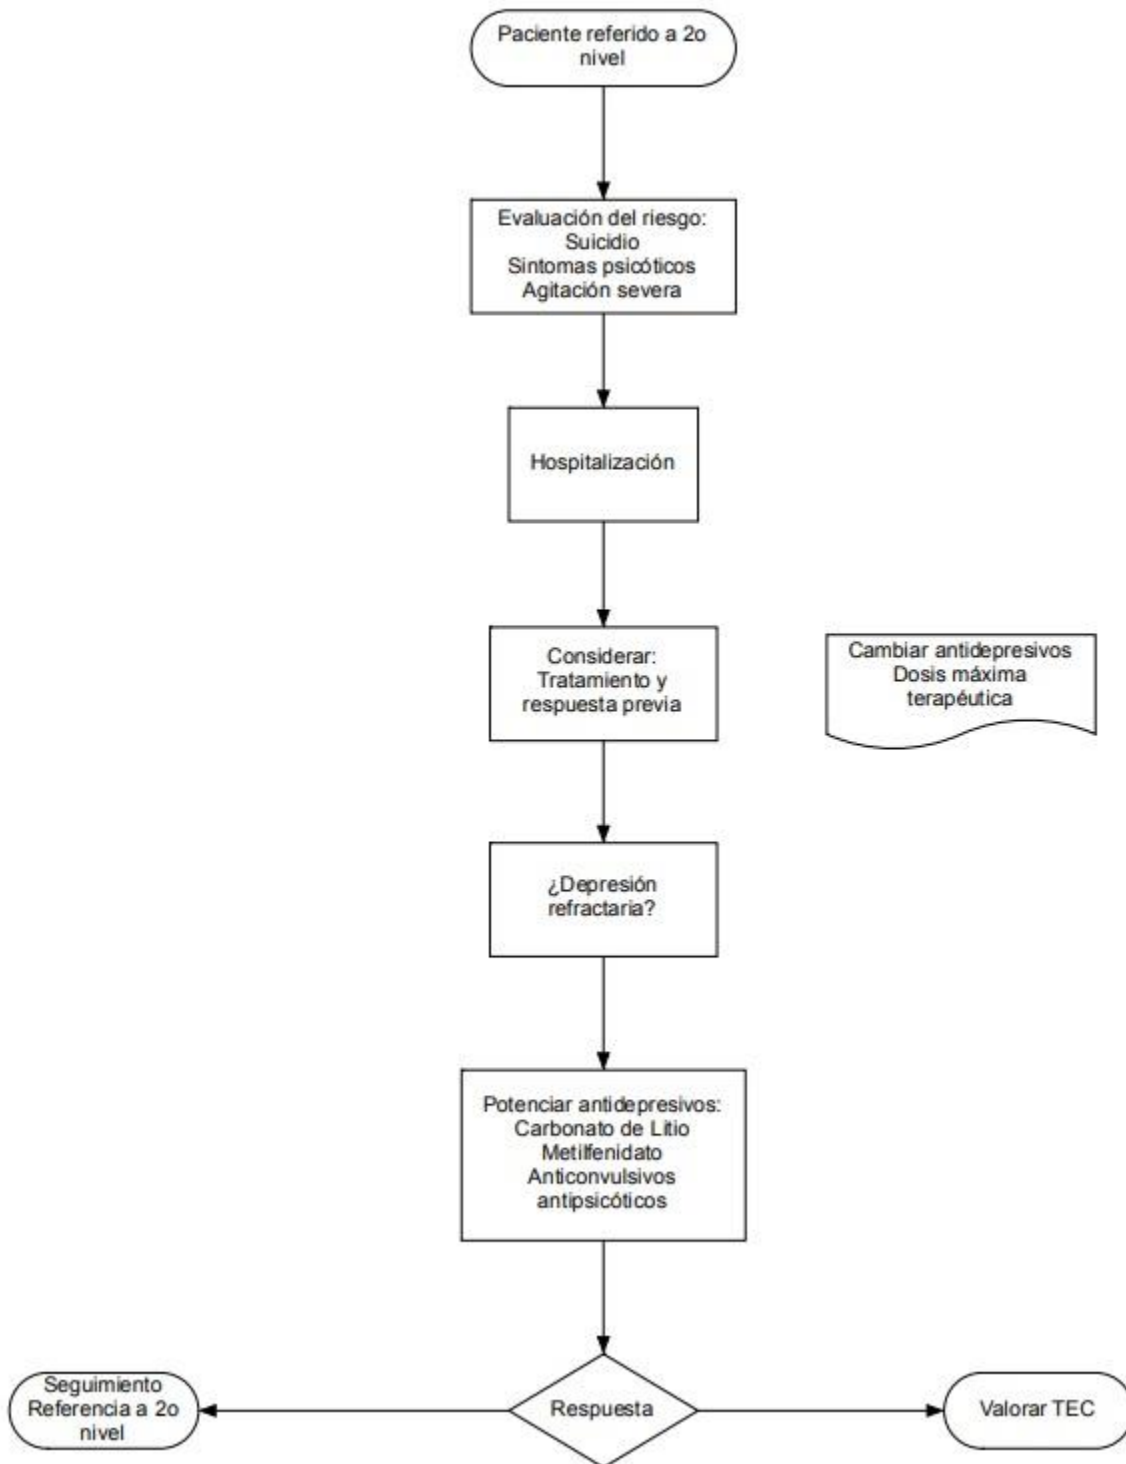 Paciente referido a 2o
nivel
Evaluación del riesgo:
Suicidio
Sintomas psicóticos
Agitación severa
Hospitalización
Considerar:
Tratamiento y
respuesta previa
Cambiar antidepresivos
Dosis máxima
terapéutica
¿Depresión
refractaria?
Potenciar antidepresivos:
Carbonato de Litio
Metilfenidato
Anticonvulsivos
antipsicóticos
Seguimiento
Referencia a 2o
nivel
Respuesta
Valorar TEC